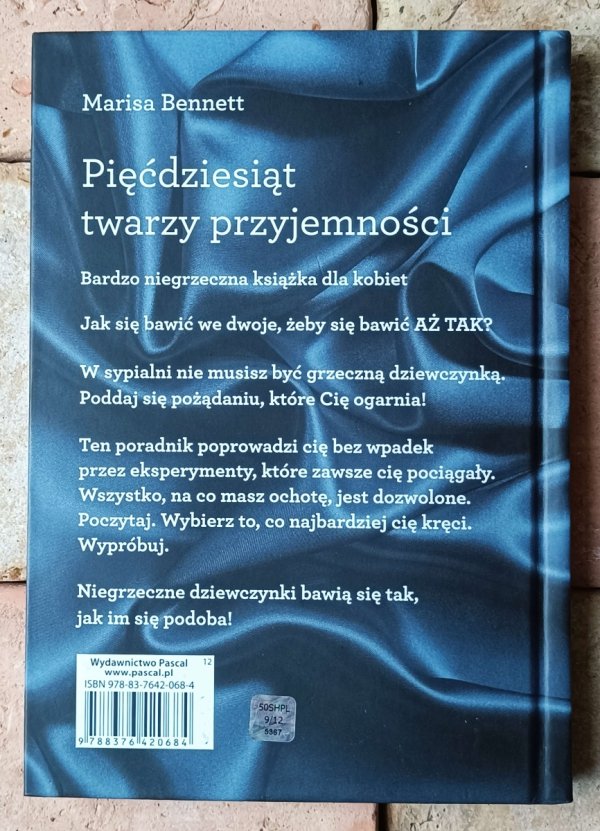 Marisa Bennett
Pięćdziesiąt
twarzy przyjemności
Bardzo niegrzeczna książka dla kobiet
Jak się bawić we dwoje, żeby się bawić AŻ TAK?
W sypialni nie musisz być grzeczną dziewczynką.
Poddaj się pożądaniu, które Cię ogarnia!
Ten poradnik poprowadzi cię bez wpadek
przez eksperymenty, które zawsze cię pociągały.
Wszystko, na co masz ochotę, jest dozwolone.
Poczytaj. Wybierz to, co najbardziej cię kręci.
Wypróbuj.
Niegrzeczne dziewczynki bawią się tak,
jak im się podoba!
Wydawnictwo Pascal 12
www.pascal.pl
ISBN 978-83-7642-068-4
9 788376 420684
50SHPL
9/12
5367